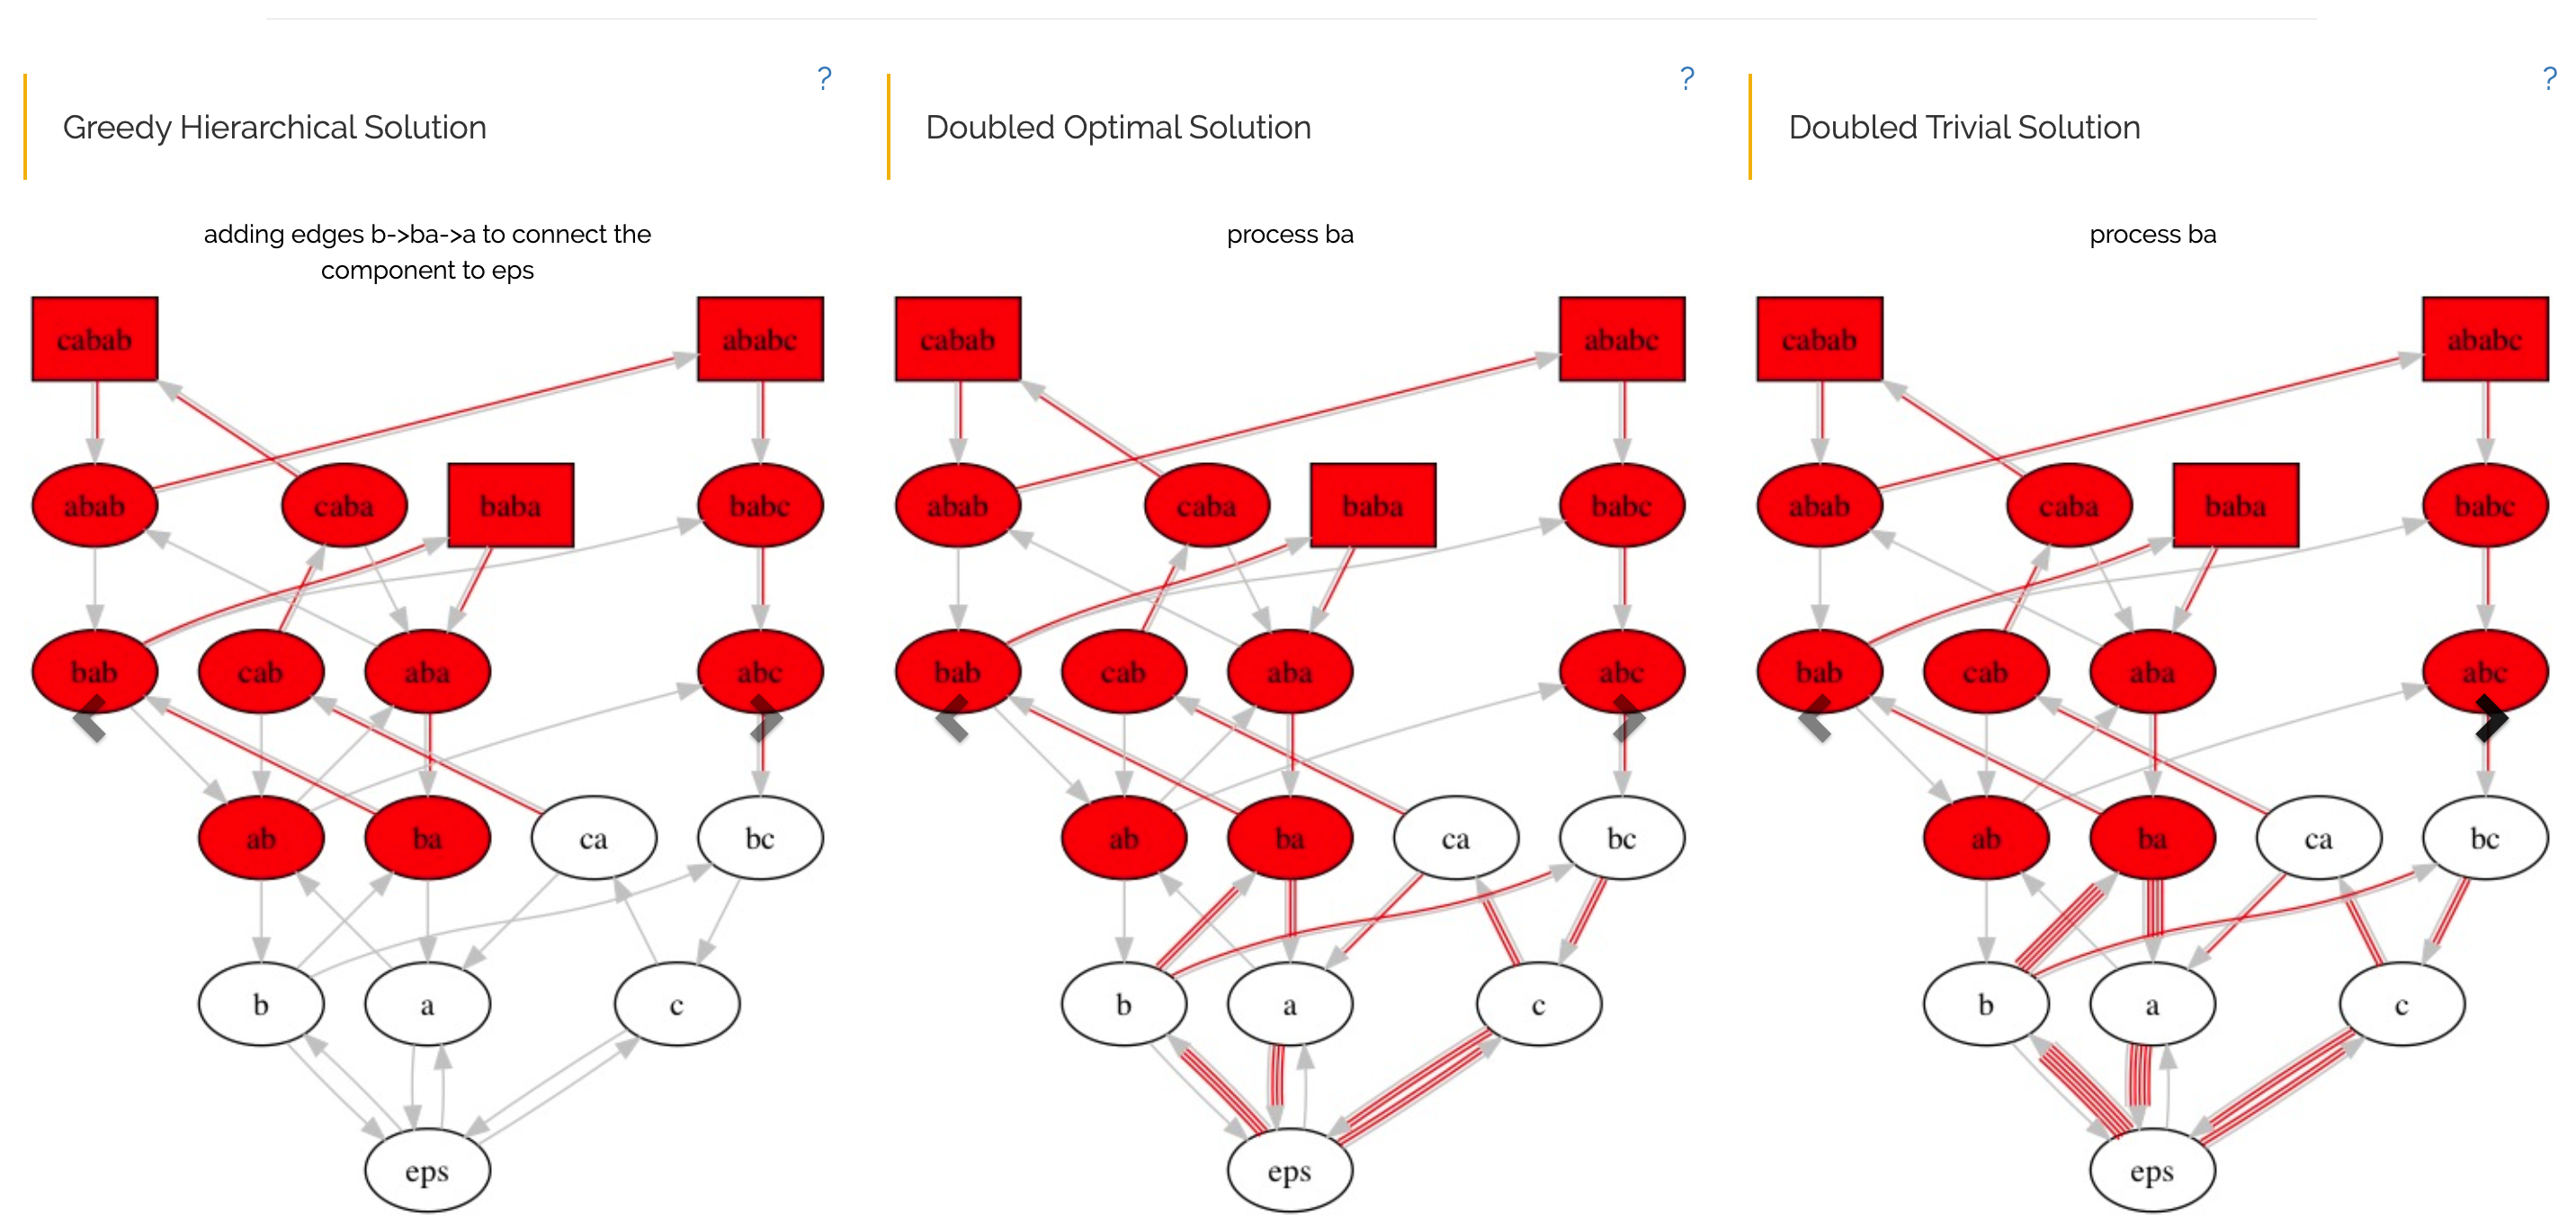 ? ? ?
Greedy Hierarchical Solution Doubled Optimal Solution Doubled Trivial Solution
adding edges b->ba->a to connect the
component to eps
cabab ababc
abab caba baba babc
bab cab aba abc
ab ba ca bc
b a c
eps
process ba
cabab ababc
abab caba baba babc
bab cab aba abc
ab ba ca bc
b a c
eps
process ba
cabab ababc
abab caba baba babc
bab cab aba abc
ab ba ca bc
b a c
eps